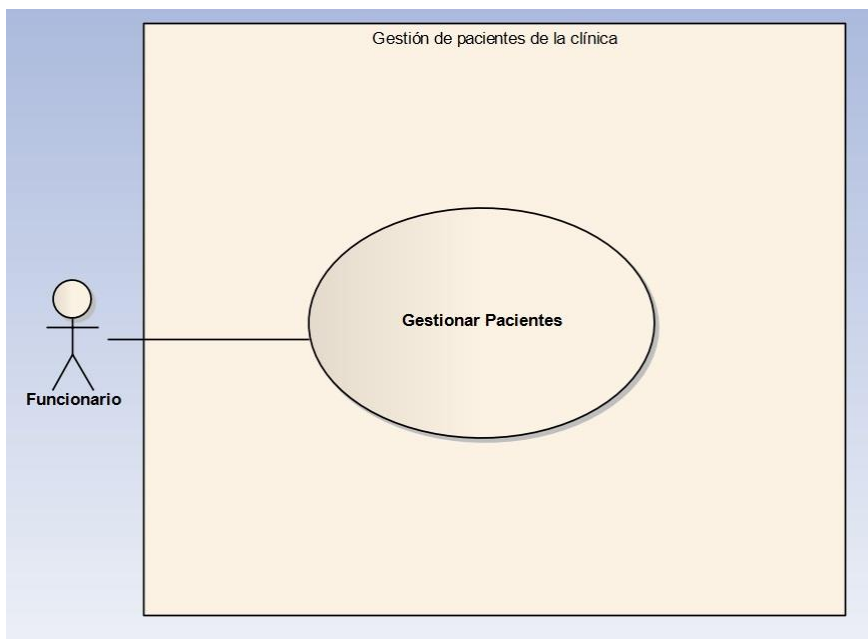 Gestión de pacientes de la clínica
Gestionar Pacientes
Funcionario